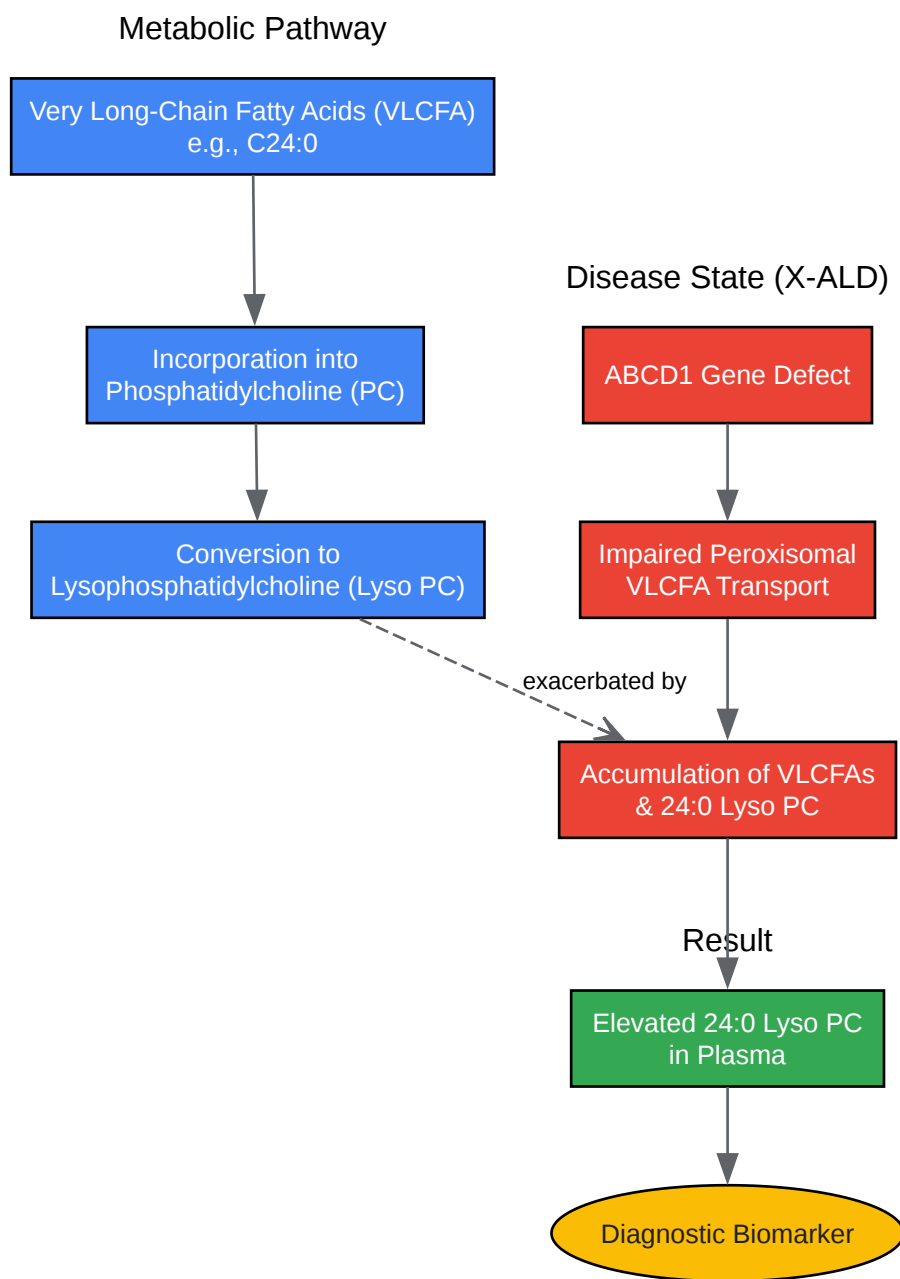 Metabolic Pathway
Very Long-Chain Fatty Acids (VLCFA)
e.g., C24:0
Incorporation into
Phosphatidylcholine (PC)
Conversion to
Lysophosphatidylcholine (Lyso PC)
Disease State (X-ALD)
ABCD1 Gene Defect
Impaired Peroxisomal
VLCFA Transport
exacerbated by
Accumulation of VLCFAs
& 24:0 Lyso PC
Result
Elevated 24:0 Lyso PC
in Plasma
Diagnostic Biomarker